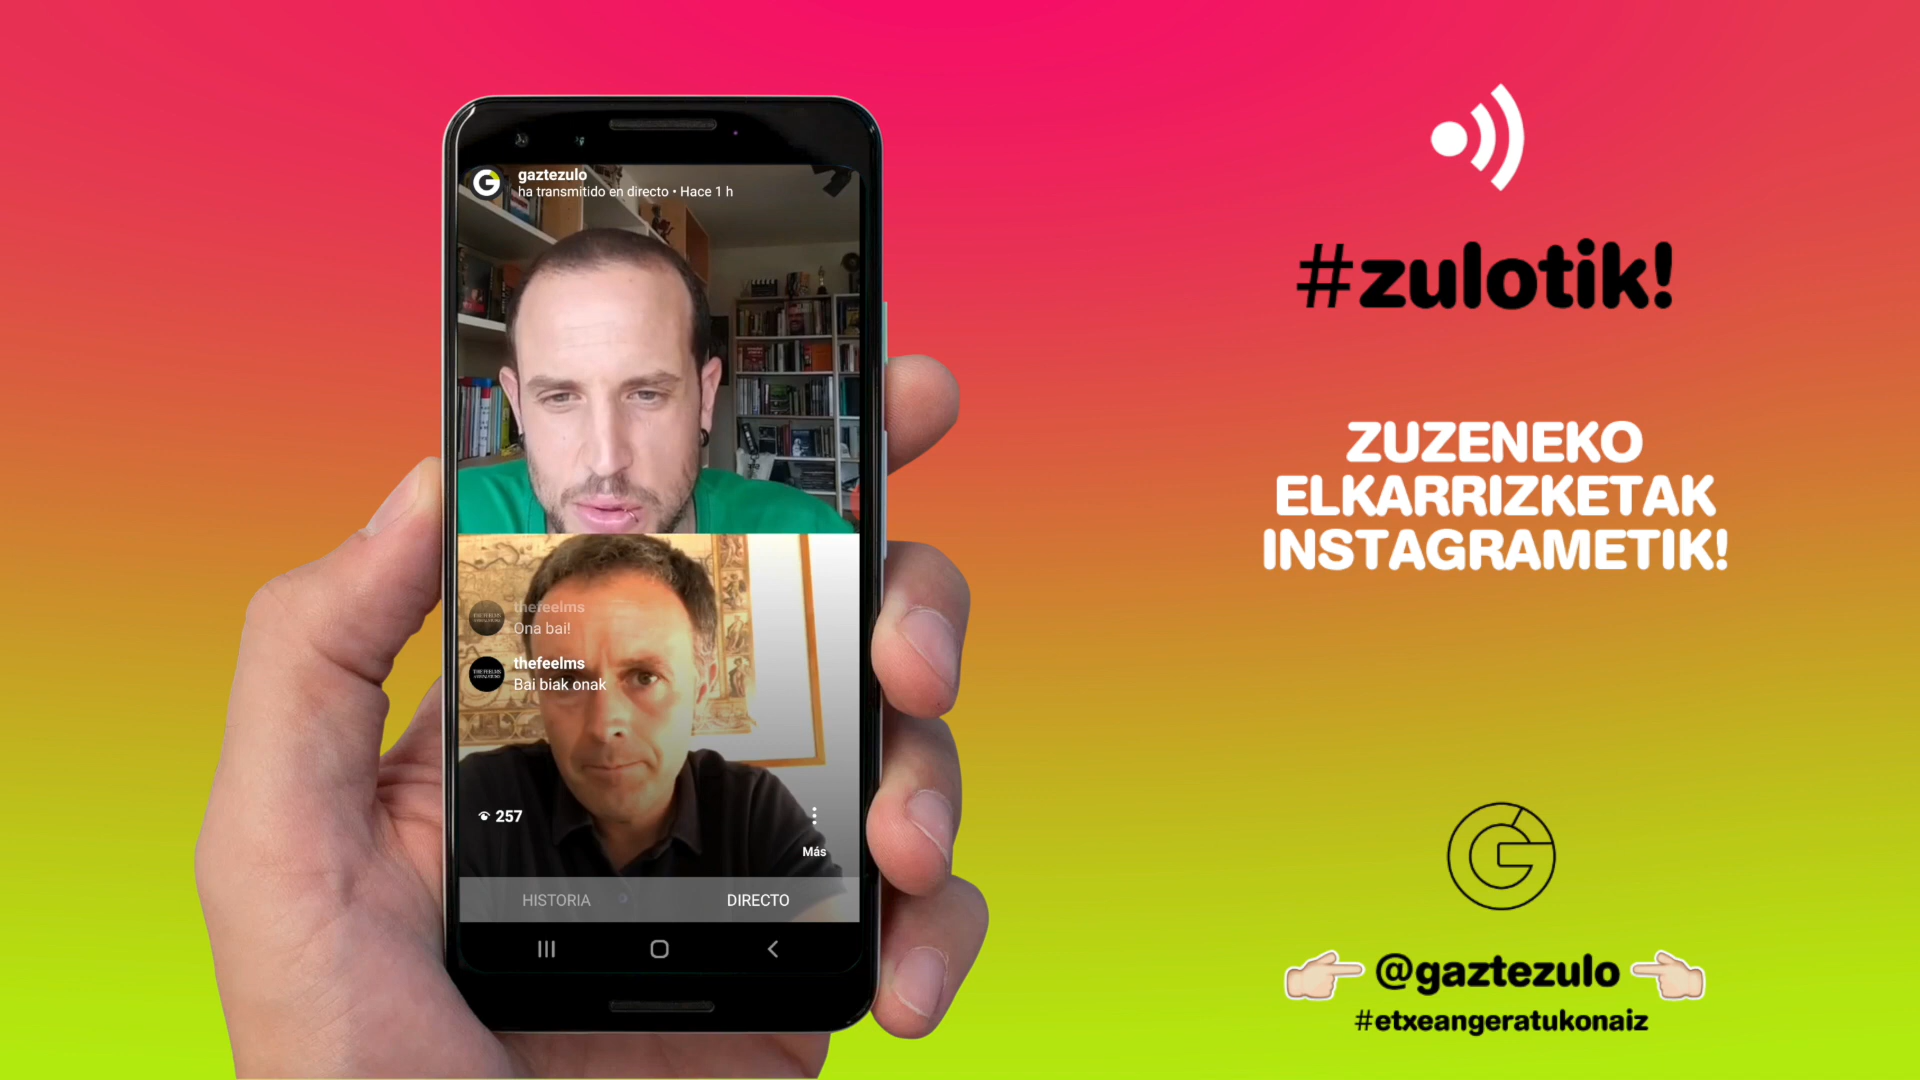 gaztezulo
ha transmitido en directo • Hace 1 h
thefeelms
Ona bai!
thefeelms
Bai biak onak
257
Más
HISTORIA
DIRECTO
#zulotik!
ZUZENEKO
ELKARRIZKETAK
INSTAGRAMETIK!
@gaztezulo
#etxeangeratukonaiz